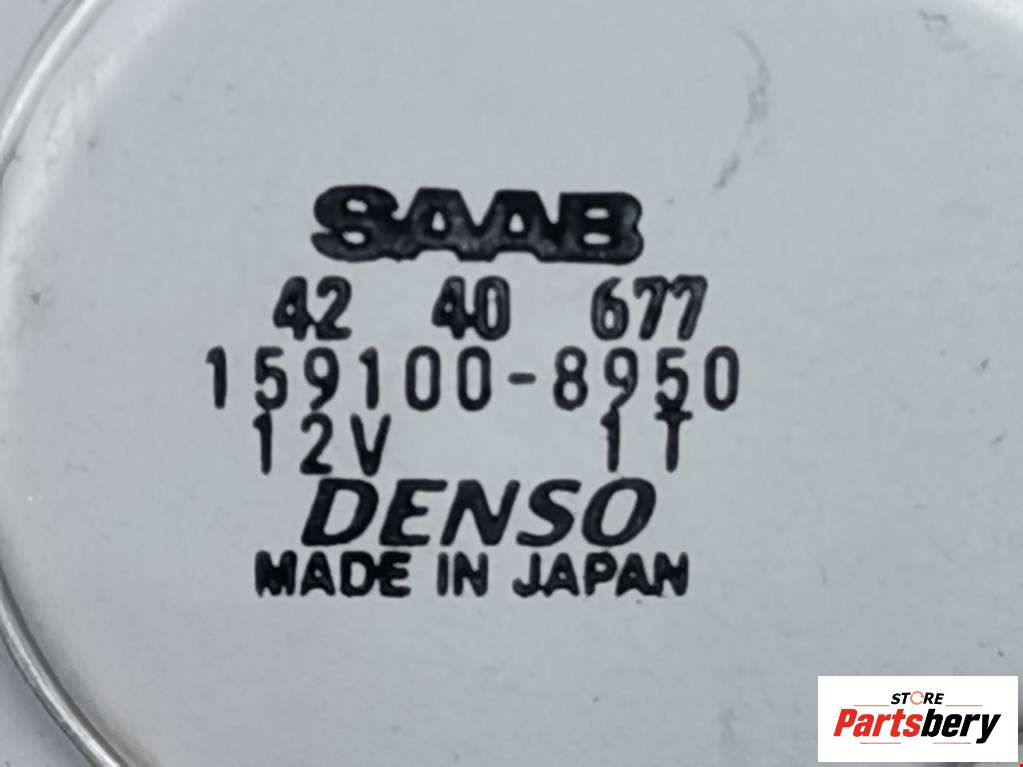 SAAB
42 40 677
159100-8950
12V 1T
DENSO
MADE IN JAPAN
STORE
Partsbery